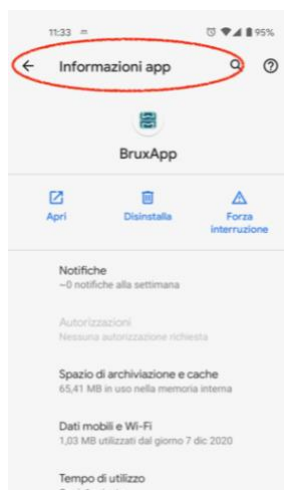 11:33 95%
Informazioni app
BruxApp
Apri Disinstalla Forza
interruzione
Notifiche
~0 notifiche alla settimana
Autorizzazioni
Nessuna autorizzazione richiesta
Spazio di archiviazione e cache
65,41 MB in uso nella memoria interna
Dati mobili e Wi-Fi
1,03 MB utilizzati dal giorno 7 dic 2020
Tempo di utilizzo